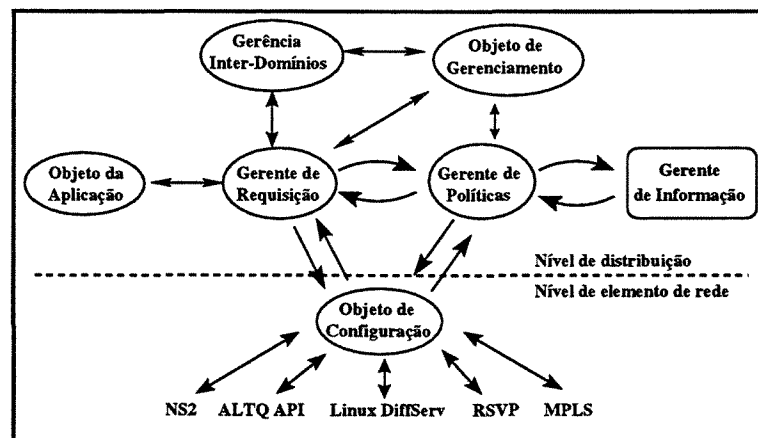 Gerência
Inter-Domínios
Objeto de
Gerenciamento
Objeto da
Aplicação
Gerente de
Requisição
Gerente de
Políticas
Gerente
de Informação
Nível de distribuição
Nível de elemento de rede
Objeto de
Configuração
NS2 ALTQ API Linux DiffServ RSVP MPLS